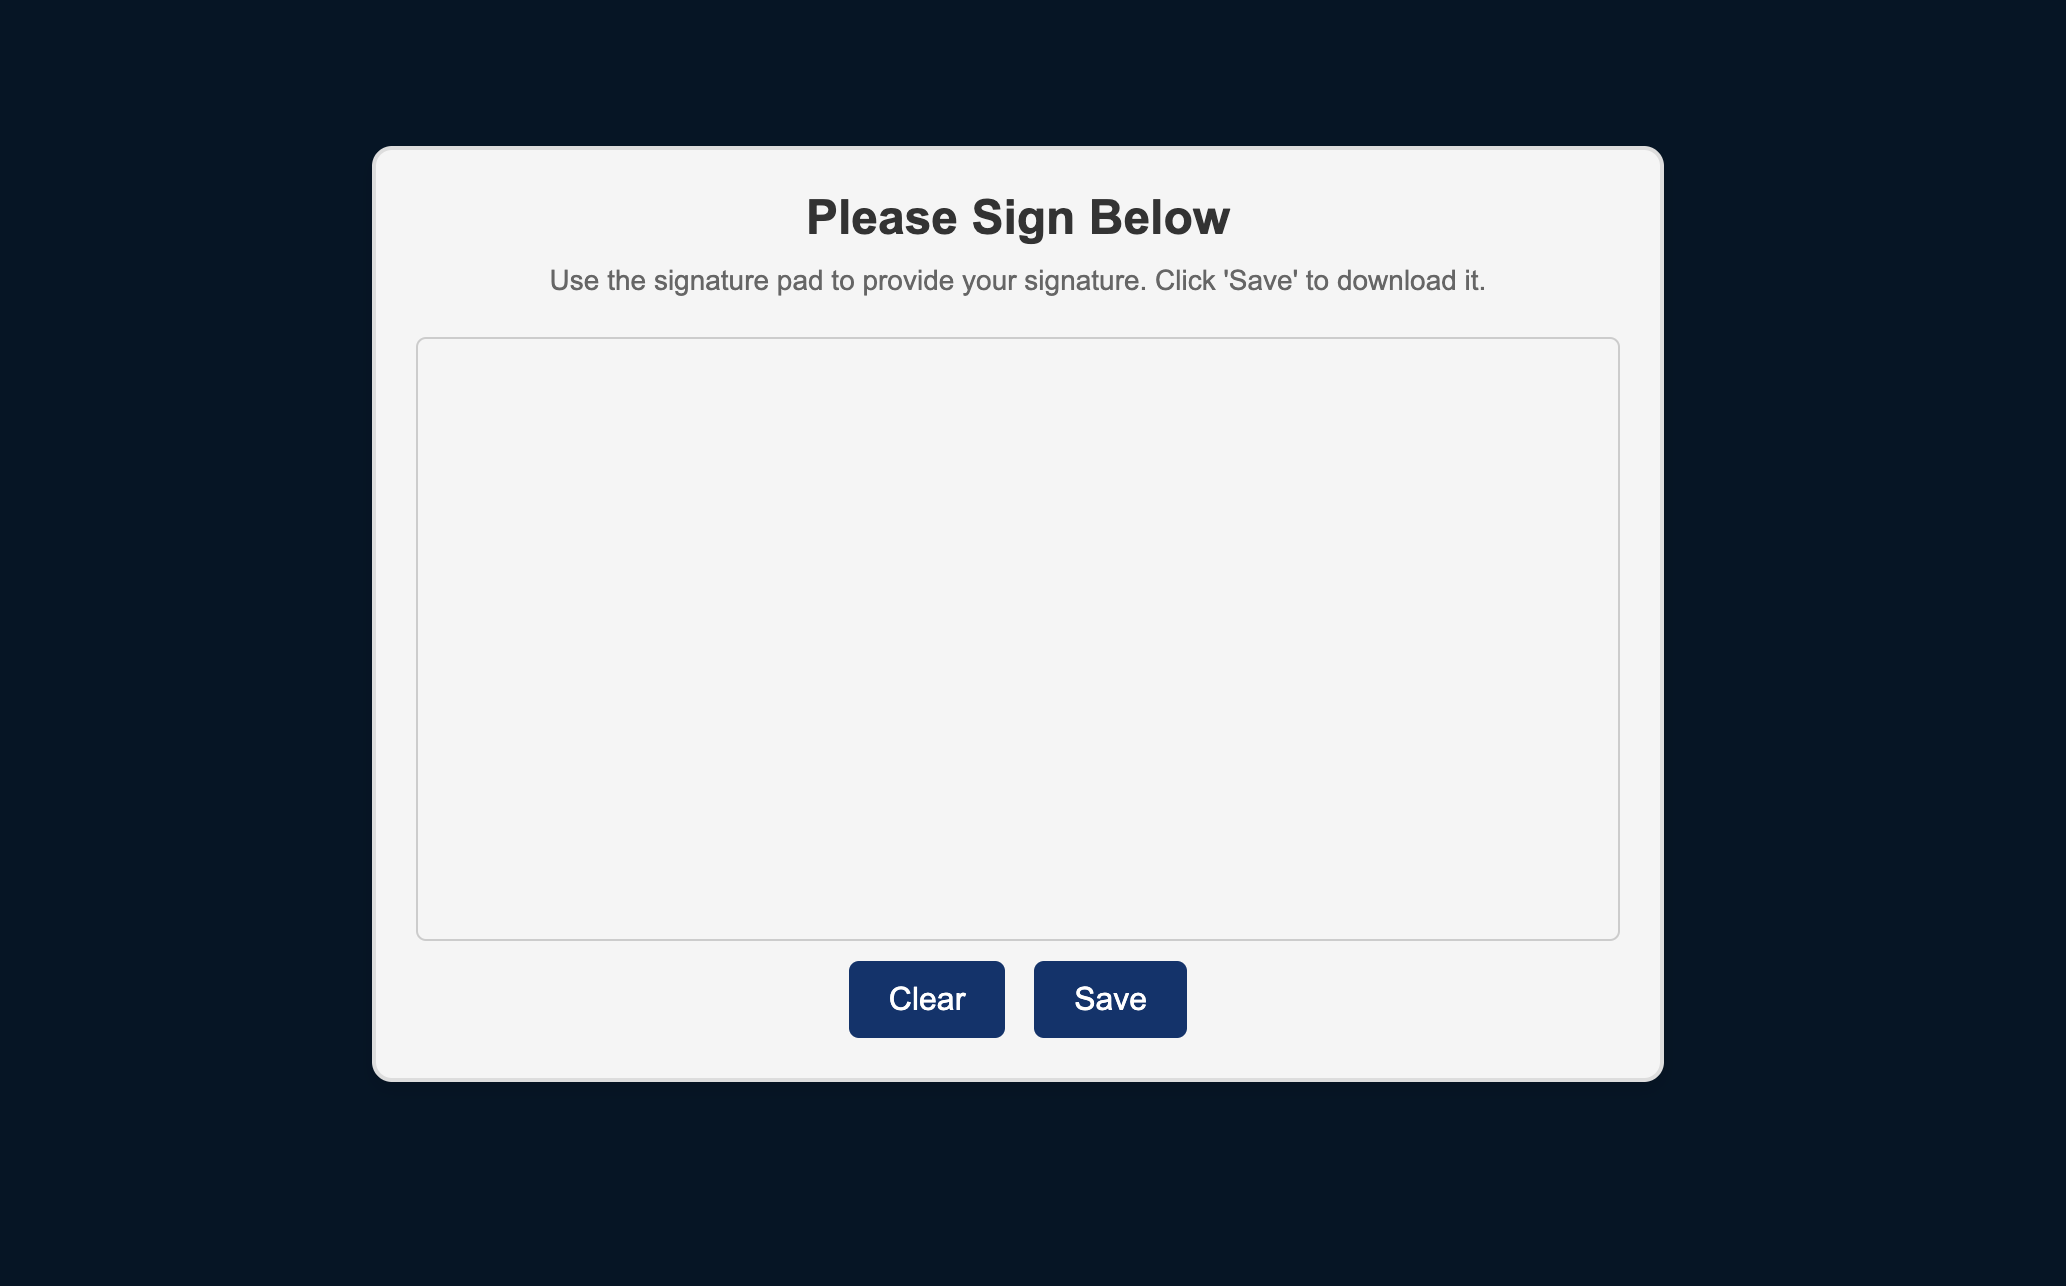 Please Sign Below
Use the signature pad to provide your signature. Click 'Save' to download it.
Clear
Save